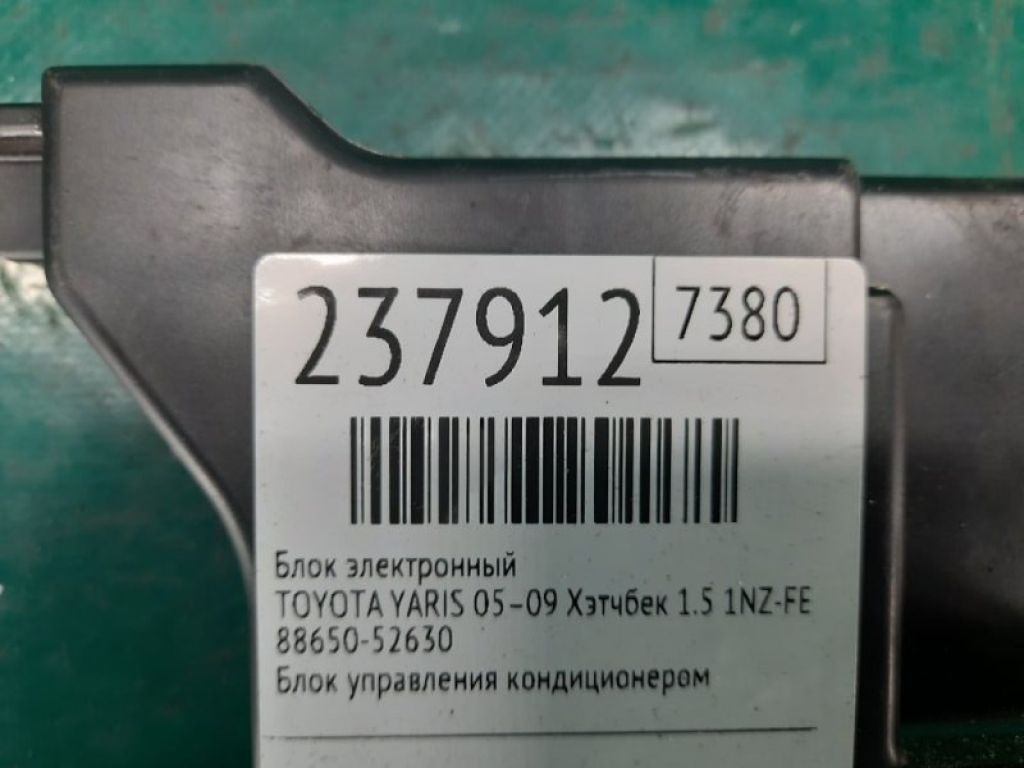 237912
7380
Блок электронный
TOYOTA YARIS 05-09 Хэтчбек 1.5 1NZ-FE
88650-52630
Блок управления кондиционером